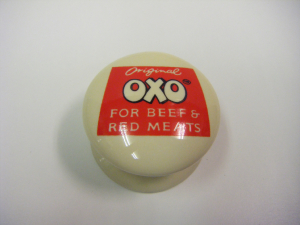 Original
OXO
FOR BEEF &
RED MEATS